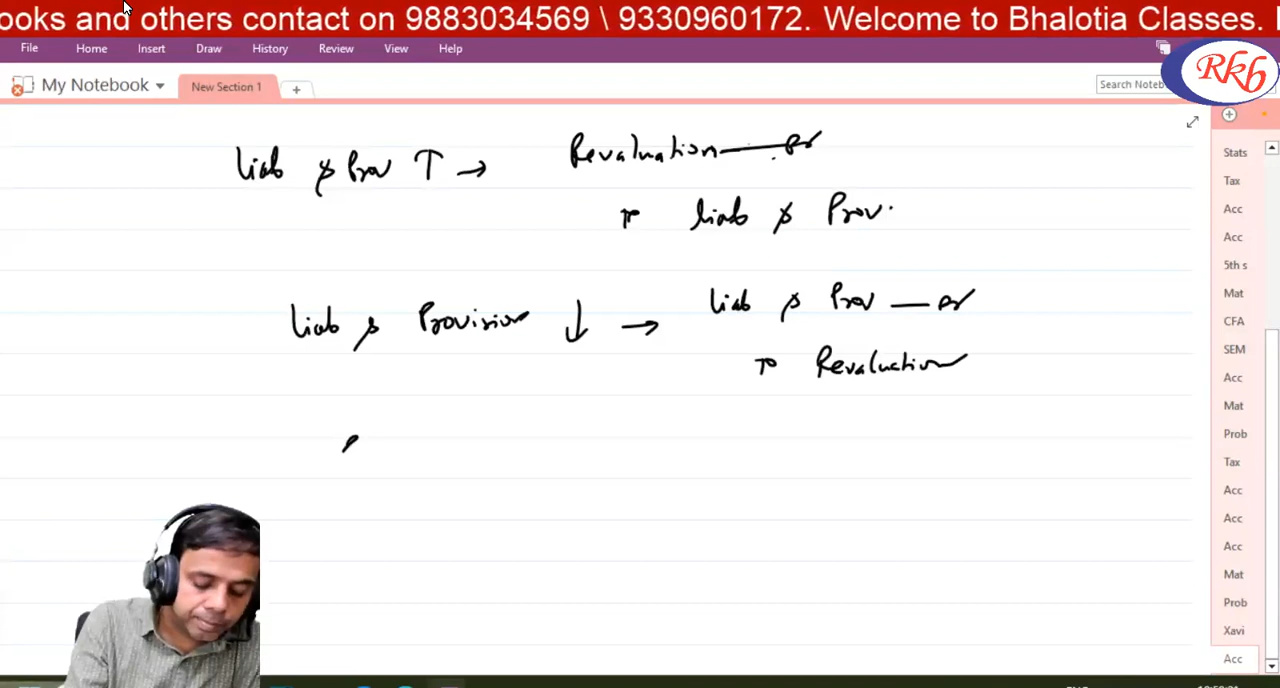 ooks and others contact on 9883034569 \ 9330960172. Welcome to Bhalotia Classes.
File Home Insert Draw History Review View Help
Rkb
My Notebook New Section 1 + Search Noteb
Liab & Prov ↑ → Revaluation — Dr
To Liab & Prov.
Liab & Provision ↓ → Liab & Prov — Dr
To Revaluation
Stats
Tax
Acc
Acc
5th s
Mat
CFA
SEM
Acc
Mat
Prob
Tax
Acc
Acc
Acc
Mat
Prob
Xavi
Acc